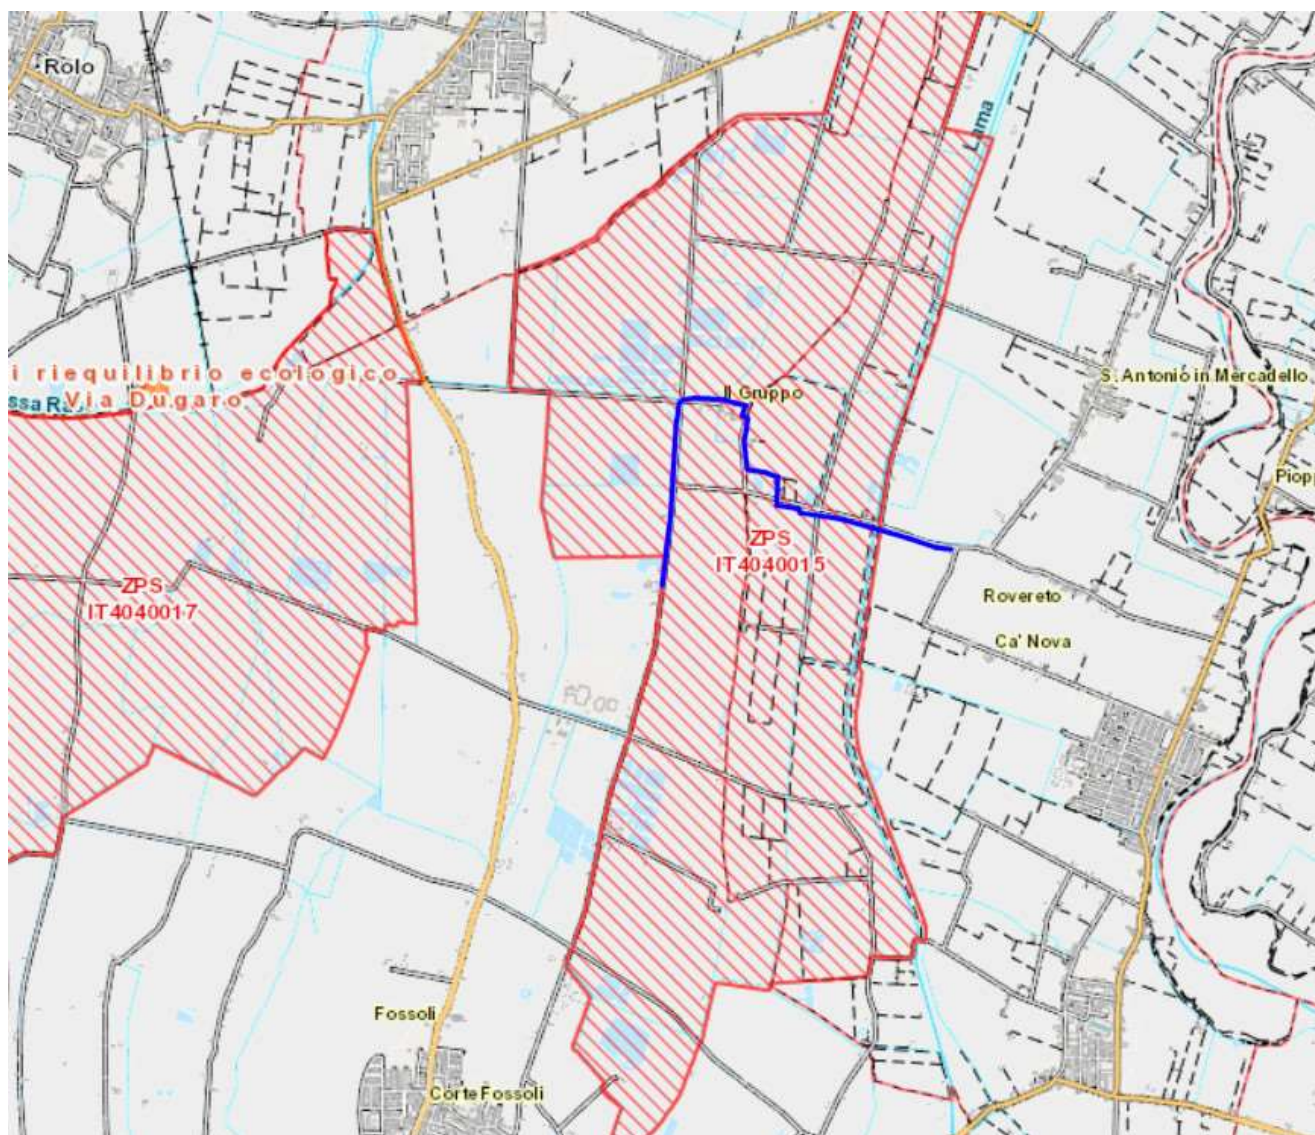 Rolo
ama
i riequilibrio ecologico
ssa Ra
Via Dugaro
Il Gruppo
S. Antonio in Mercadello
Piopp
ZPS
IT4040015
ZPS
IT4040017
Rovereto
Ca' Nova
Fossoli
Corte Fossoli